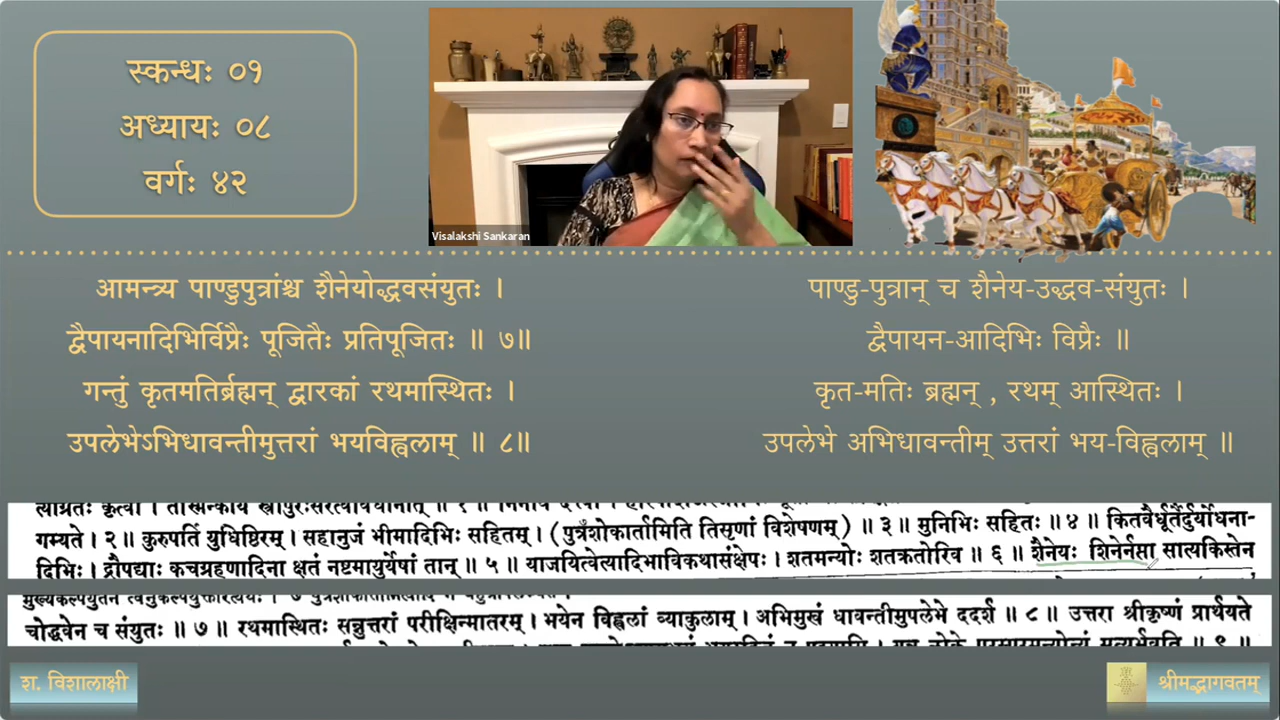 स्कन्धः ०१
अध्यायः ०८
वर्गः ४२
Visalakshi Sankaran
आमन्त्र्य पाण्डुपुत्रांश्च शैनेयोद्धवसंयुतः ।
द्वैपायनादिभिर्विप्रैः पूजितैः प्रतिपूजितः ॥ ७॥
गन्तुं कृतमतिर्ब्रह्मन् द्वारकां रथमास्थितः ।
उपलेभेऽभिधावन्तीमुत्तरां भयविह्वलाम् ॥ ८॥
पाण्डु-पुत्रान् च शैनेय-उद्धव-संयुतः ।
द्वैपायन-आदिभिः विप्रैः ॥
कृत-मतिः ब्रह्मन् , रथम् आस्थितः ।
उपलेभे अभिधावन्तीम् उत्तरां भय-विह्वलाम् ॥
गम्यते । २ ॥ कुरुपतिं युधिष्ठिरम् । सहानुजं भीमादिभिः सहितम् । (पुत्रशोकार्तामिति तिसृणां विशेषणम्) ॥ ३ ॥ मुनिभिः सहितः ॥ ४ ॥ कितवैर्धूर्तैर्दुर्योधना-
दिभिः । द्रौपद्याः कचग्रहणादिना क्षतं नष्टमायुर्येषां तान् ॥ ५ ॥ याजयित्वेत्यादिभाविकथासंक्षेपः । शतमन्योः शतक्रतोरिव ॥ ६ ॥ शैनेयः शिनेर्नप्ता सात्यकिस्तेन
चोद्धवेन च संयुतः ॥ ७ ॥ रथमास्थितः सन्नुत्तरां परीक्षिन्मातरम् । भयेन विह्वलां व्याकुलाम् । अभिमुखं धावन्तीमुपलेभे ददर्श ॥ ८ ॥ उत्तरा श्रीकृष्णं प्रार्थयते
श. विशालाक्षी
श्रीमद्भागवतम्